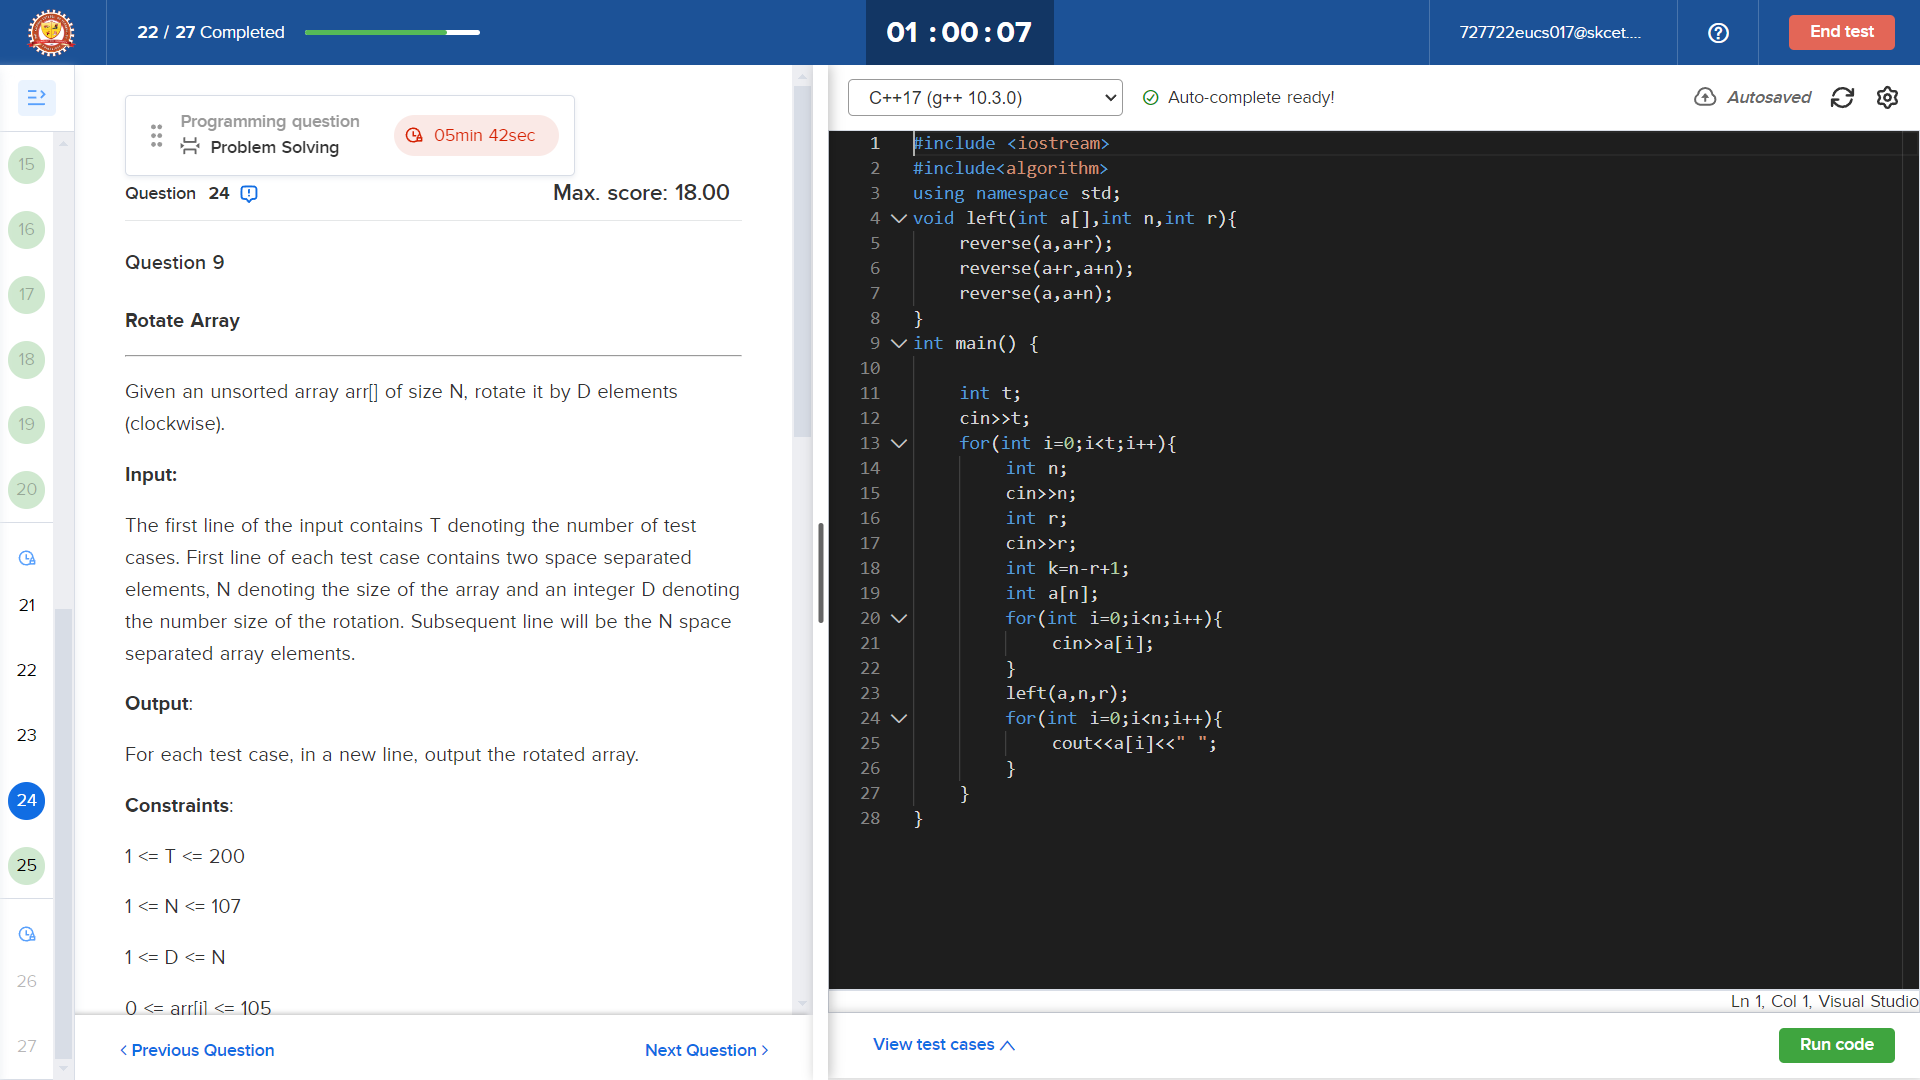 22 / 27 Completed
01 : 00 : 07
727722eucs017@skcet....
End test
Programming question
Problem Solving
05min 42sec
Question 24
Max. score: 18.00
Question 9
Rotate Array
Given an unsorted array arr[] of size N, rotate it by D elements
(clockwise).
Input:
The first line of the input contains T denoting the number of test
cases. First line of each test case contains two space separated
elements, N denoting the size of the array and an integer D denoting
the number size of the rotation. Subsequent line will be the N space
separated array elements.
Output:
For each test case, in a new line, output the rotated array.
Constraints:
1 <= T <= 200
1 <= N <= 107
1 <= D <= N
0 <= arr[i] <= 105
15
16
17
18
19
20
21
22
23
24
25
26
27
Previous Question
Next Question
C++17 (g++ 10.3.0)
Auto-complete ready!
Autosaved
1 #include <iostream>
2 #include<algorithm>
3 using namespace std;
4 void left(int a[],int n,int r){
5 reverse(a,a+r);
6 reverse(a+r,a+n);
7 reverse(a,a+n);
8 }
9 int main() {
10
11 int t;
12 cin>>t;
13 for(int i=0;i<t;i++){
14 int n;
15 cin>>n;
16 int r;
17 cin>>r;
18 int k=n-r+1;
19 int a[n];
20 for(int i=0;i<n;i++){
21 cin>>a[i];
22 }
23 left(a,n,r);
24 for(int i=0;i<n;i++){
25 cout<<a[i]<<" ";
26 }
27 }
28 }
Ln 1, Col 1, Visual Studio
View test cases
Run code